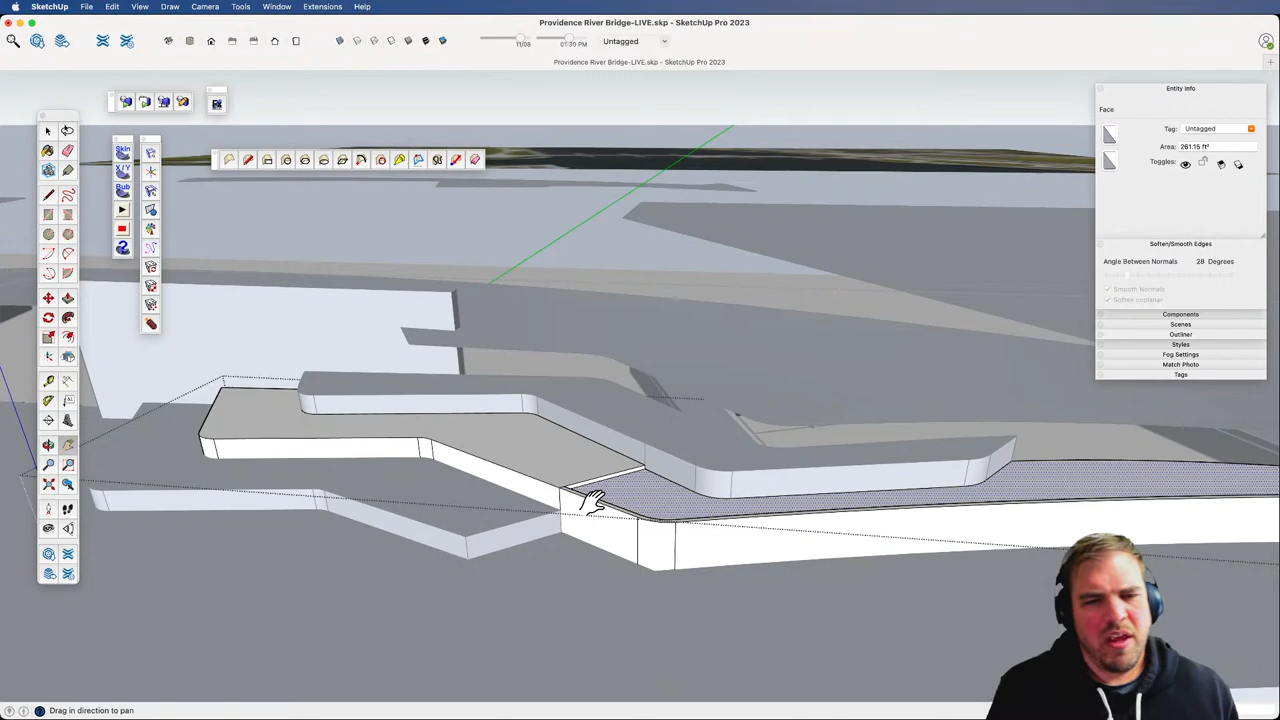 SketchUp File Edit View Draw Camera Tools Window Extensions Help
Providence River Bridge-LIVE.skp - SketchUp Pro 2023
11/08 01:30 PM Untagged
Providence River Bridge-LIVE.skp - SketchUp Pro 2023
Entity Info
Face
Tag: Untagged
Area: 261.15 ft²
Toggles:
Skin
Bub
Soften/Smooth Edges
Angle Between Normals 28 Degrees
Smooth Normals
Soften coplanar
Components
Scenes
Outliner
Styles
Fog Settings
Match Photo
Tags
Drag in direction to pan